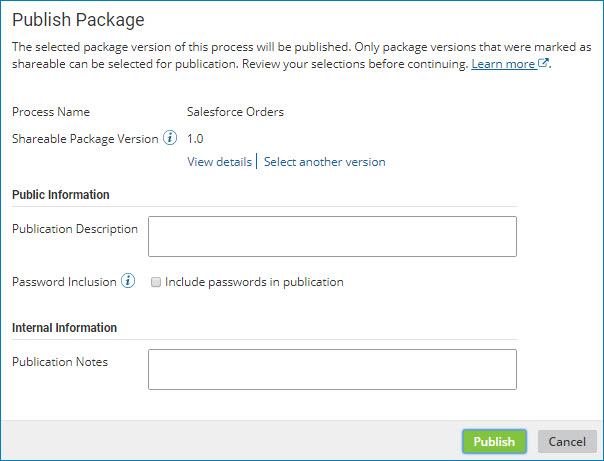 Publish Package
The selected package version of this process will be published. Only package versions that were marked as
shareable can be selected for publication. Review your selections before continuing. Learn more.
Process Name Salesforce Orders
Shareable Package Version i 1.0
View details | Select another version
Public Information
Publication Description
Password Inclusion i Include passwords in publication
Internal Information
Publication Notes
Publish Cancel